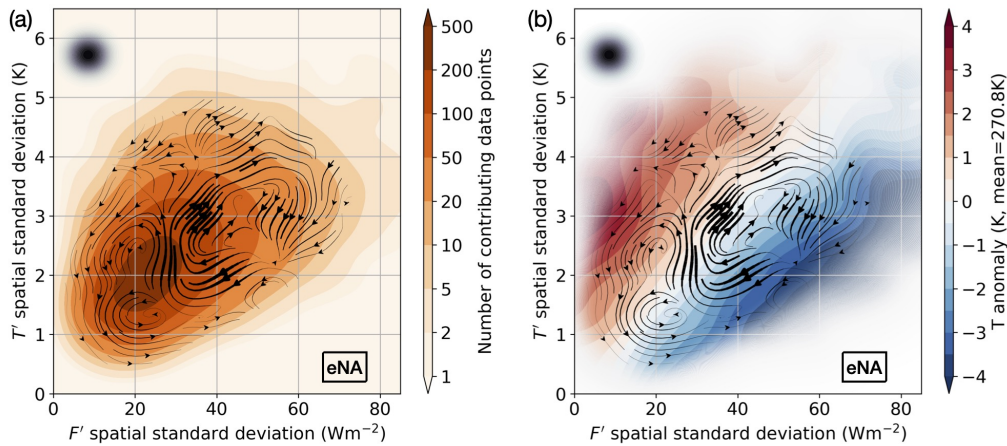 (a)
T′ spatial standard deviation (K)
6
5
4
3
2
1
0
0 20 40 60 80
F′ spatial standard deviation (Wm−2)
eNA
500
200
100
50
20
10
5
2
1
Number of contributing data points
(b)
T′ spatial standard deviation (K)
6
5
4
3
2
1
0
0 20 40 60 80
F′ spatial standard deviation (Wm−2)
eNA
4
3
2
1
0
−1
−2
−3
−4
T anomaly (K, mean=270.8K)